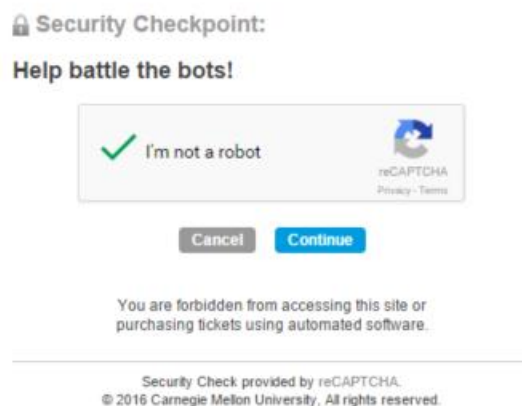 Security Checkpoint:
Help battle the bots!
I'm not a robot
reCAPTCHA
Privacy - Terms
Cancel Continue
You are forbidden from accessing this site or
purchasing tickets using automated software.
Security Check provided by reCAPTCHA.
© 2016 Carnegie Mellon University, All rights reserved.